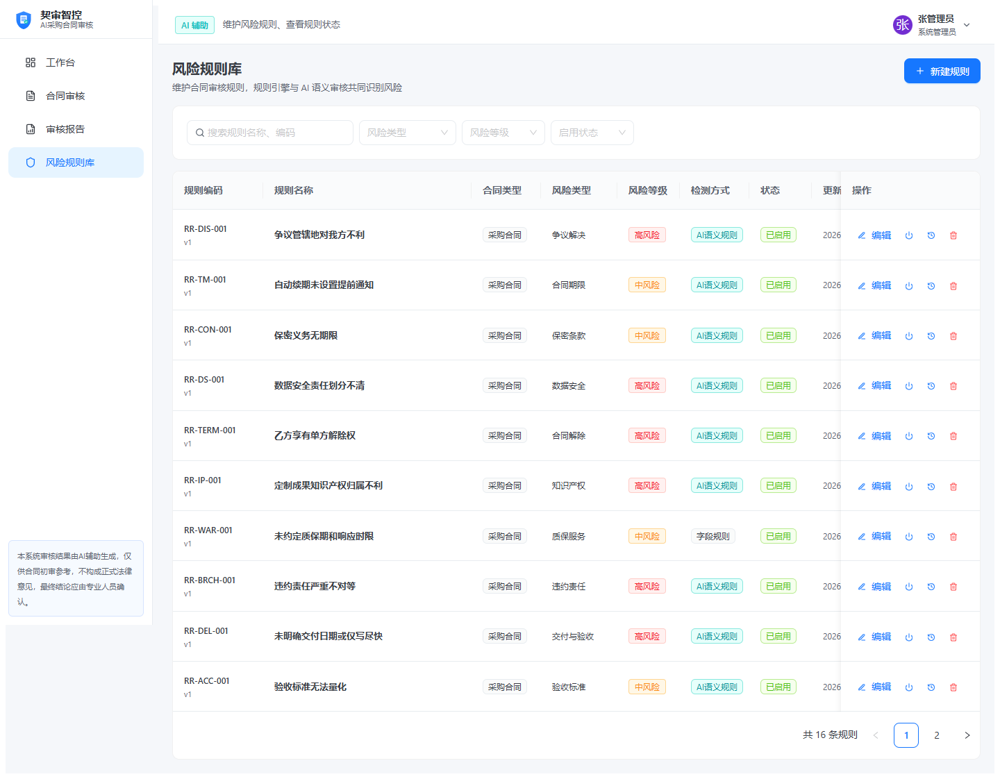 契审智控
AI采购合同审核
工作台
合同审核
审核报告
风险规则库
本系统审核结果由AI辅助生成，仅
供合同初审参考，不构成正式法律
意见，最终结论应由专业人员确
认。
AI 辅助 维护风险规则、查看规则状态
张 张管理员
系统管理员
风险规则库
维护合同审核规则，规则引擎与 AI 语义审核共同识别风险
新建规则
搜索规则名称、编码 风险类型 风险等级 启用状态
规则编码 规则名称 合同类型 风险类型 风险等级 检测方式 状态 更新 操作
RR-DIS-001
v1 争议管辖地对我方不利 采购合同 争议解决 高风险 AI语义规则 已启用 2026 编辑
RR-TM-001
v1 自动续期未设置提前通知 采购合同 合同期限 中风险 AI语义规则 已启用 2026 编辑
RR-CON-001
v1 保密义务无期限 采购合同 保密条款 中风险 AI语义规则 已启用 2026 编辑
RR-DS-001
v1 数据安全责任划分不清 采购合同 数据安全 高风险 AI语义规则 已启用 2026 编辑
RR-TERM-001
v1 乙方享有单方解除权 采购合同 合同解除 高风险 AI语义规则 已启用 2026 编辑
RR-IP-001
v1 定制成果知识产权归属不利 采购合同 知识产权 高风险 AI语义规则 已启用 2026 编辑
RR-WAR-001
v1 未约定质保期和响应时限 采购合同 质保服务 中风险 字段规则 已启用 2026 编辑
RR-BRCH-001
v1 违约责任严重不对等 采购合同 违约责任 高风险 AI语义规则 已启用 2026 编辑
RR-DEL-001
v1 未明确交付日期或仅写尽快 采购合同 交付与验收 高风险 AI语义规则 已启用 2026 编辑
RR-ACC-001
v1 验收标准无法量化 采购合同 验收标准 中风险 AI语义规则 已启用 2026 编辑
共 16 条规则 1 2